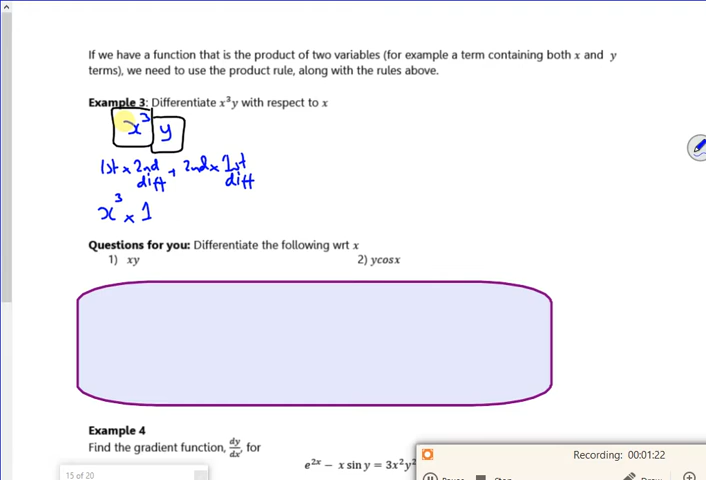 If we have a function that is the product of two variables (for example a term containing both x and y
terms), we need to use the product rule, along with the rules above.
Example 3: Differentiate x³y with respect to x
x³ y
1st × 2nd diff + 2nd × 1st diff
x³ × 1
Questions for you: Differentiate the following wrt x
1) xy 2) ycosx
Example 4
Find the gradient function, dy/dx, for
e²ˣ − x sin y = 3x²y²
Recording: 00:01:22
15 of 20